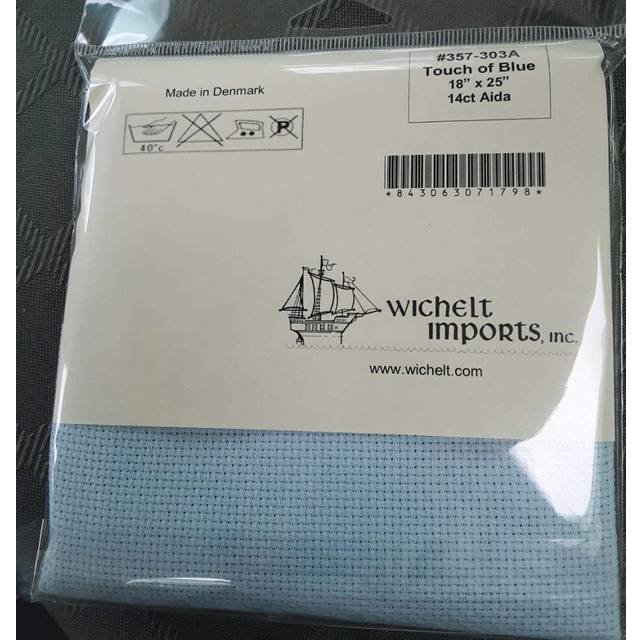 #357-303A
Touch of Blue
18" x 25"
14ct Aida
Made in Denmark
40°c
P
*843063071798*
WICHELT
IMPORTS, INC.
www.wichelt.com